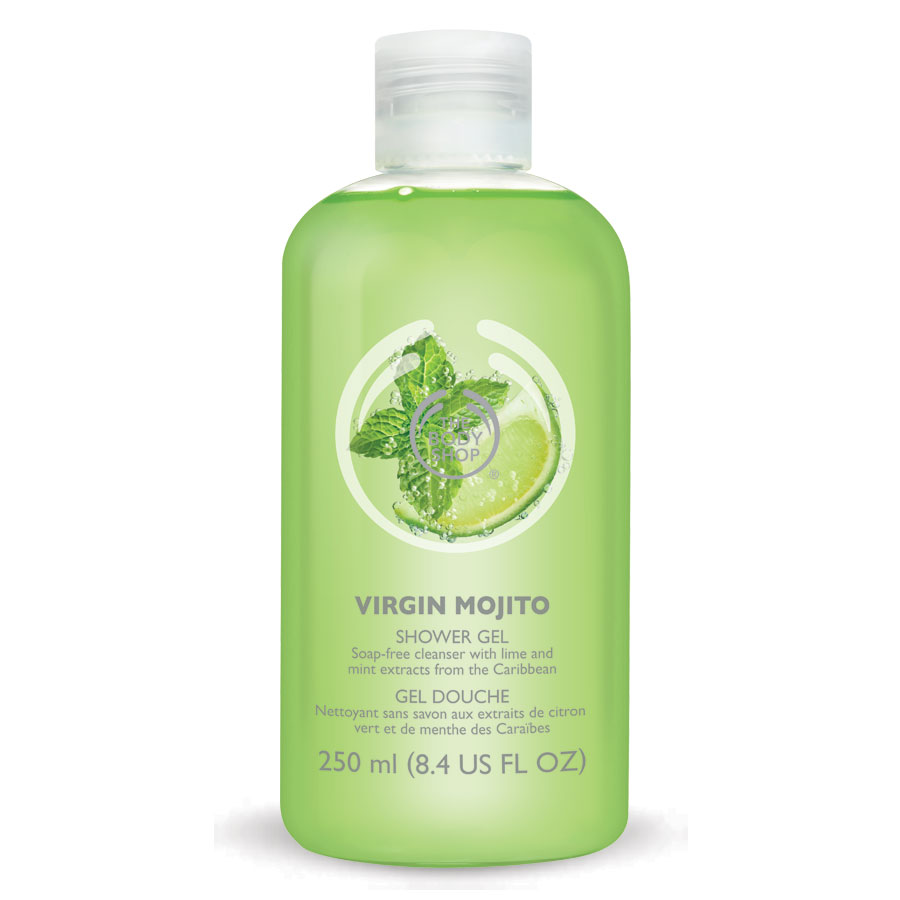 THE
BODY
SHOP
®
VIRGIN MOJITO
SHOWER GEL
Soap-free cleanser with lime and
mint extracts from the Caribbean
GEL DOUCHE
Nettoyant sans savon aux extraits de citron
vert et de menthe des Caraïbes
250 ml (8.4 US FL OZ)